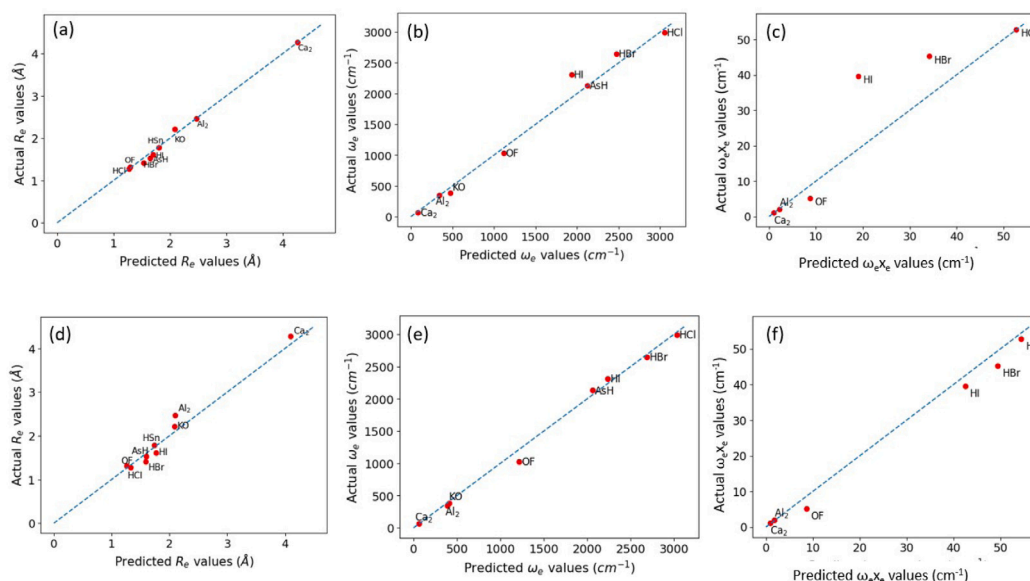 (a)
Actual Rₑ values (Å)
4
3
2
1
0
Ca₂
Al₂
KO
HSn
HI
AsH
OF
HBr
HCl
0
1
2
3
4
Predicted Rₑ values (Å)
(b)
Actual ωₑ values (cm⁻¹)
3000
2500
2000
1500
1000
500
0
HCl
HBr
HI
AsH
OF
KO
Al₂
Ca₂
0
500
1000
1500
2000
2500
3000
Predicted ωₑ values (cm⁻¹)
(c)
Actual ωₑxₑ values (cm⁻¹)
50
40
30
20
10
0
HBr
HI
Al₂
OF
Ca₂
0
10
20
30
40
50
Predicted ωₑxₑ values (cm⁻¹)
(d)
Actual Rₑ values (Å)
4
3
2
1
0
Ca₂
Al₂
KO
HSn
AsH
HI
OF
HBr
HCl
0
1
2
3
4
Predicted Rₑ values (Å)
(e)
Actual ωₑ values (cm⁻¹)
3000
2500
2000
1500
1000
500
0
HCl
HBr
HI
AsH
OF
KO
Ca₂
Al₂
0
500
1000
1500
2000
2500
3000
Predicted ωₑ values (cm⁻¹)
(f)
Actual ωₑxₑ values (cm⁻¹)
50
40
30
20
10
0
HBr
HI
Al₂
OF
Ca₂
0
10
20
30
40
50
Predicted ωₑxₑ values (cm⁻¹)